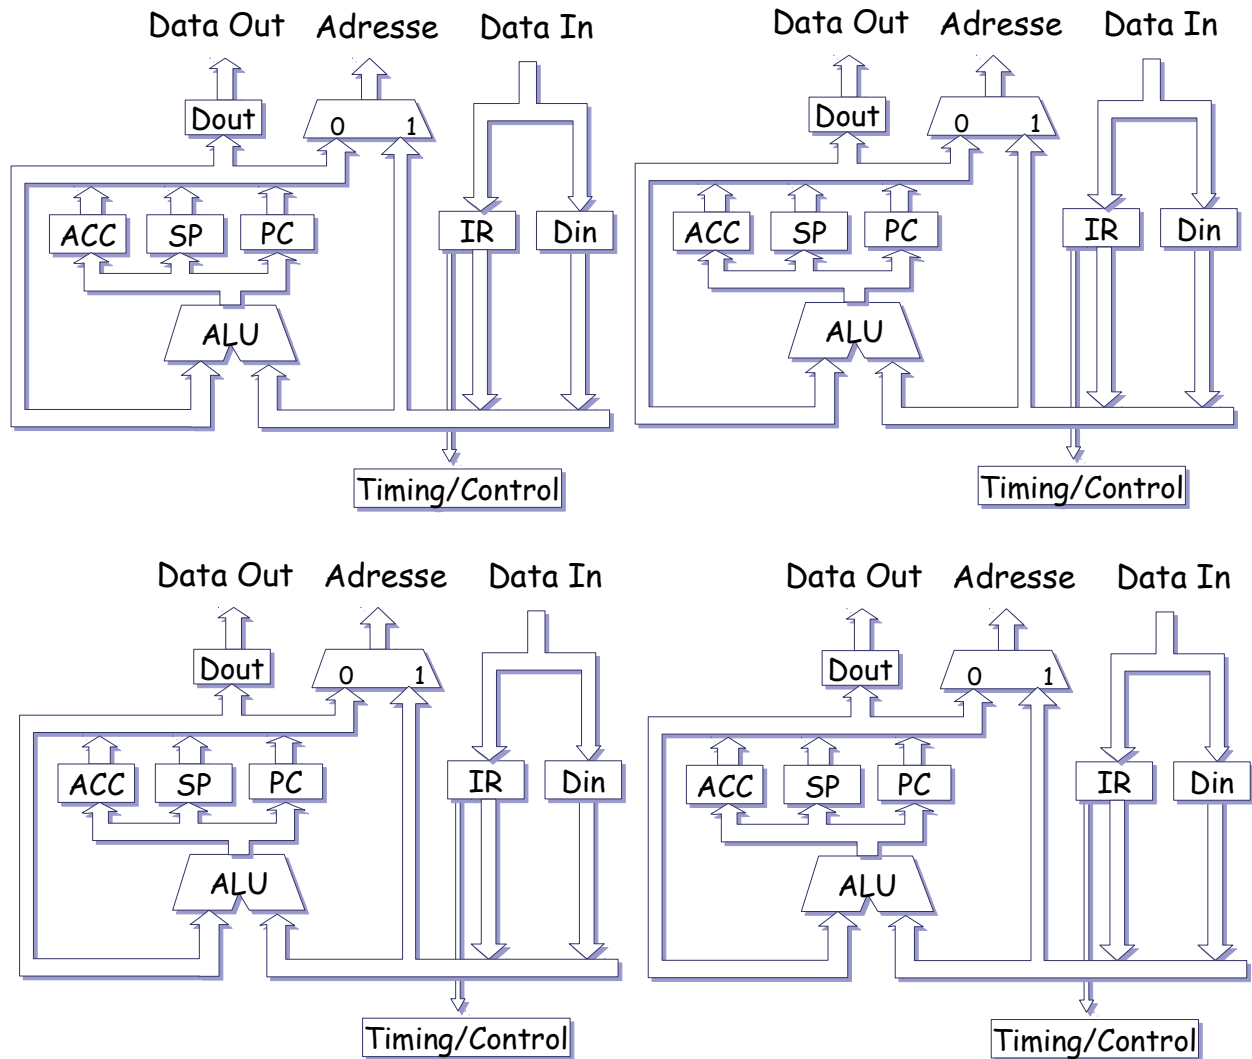 Data Out Adresse Data In
Dout 0 1
ACC SP PC IR Din
ALU
Timing/Control
Data Out Adresse Data In
Dout 0 1
ACC SP PC IR Din
ALU
Timing/Control
Data Out Adresse Data In
Dout 0 1
ACC SP PC IR Din
ALU
Timing/Control
Data Out Adresse Data In
Dout 0 1
ACC SP PC IR Din
ALU
Timing/Control